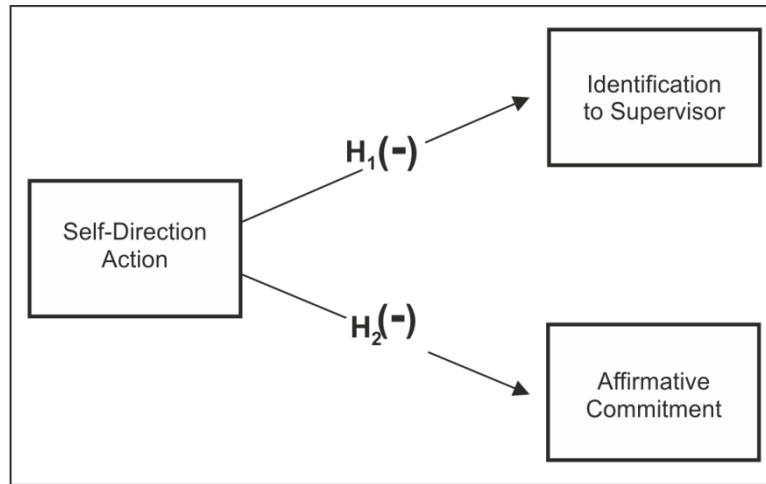 Identification
to Supervisor
H1(-)
Self-Direction
Action
H2(-)
Affirmative
Commitment